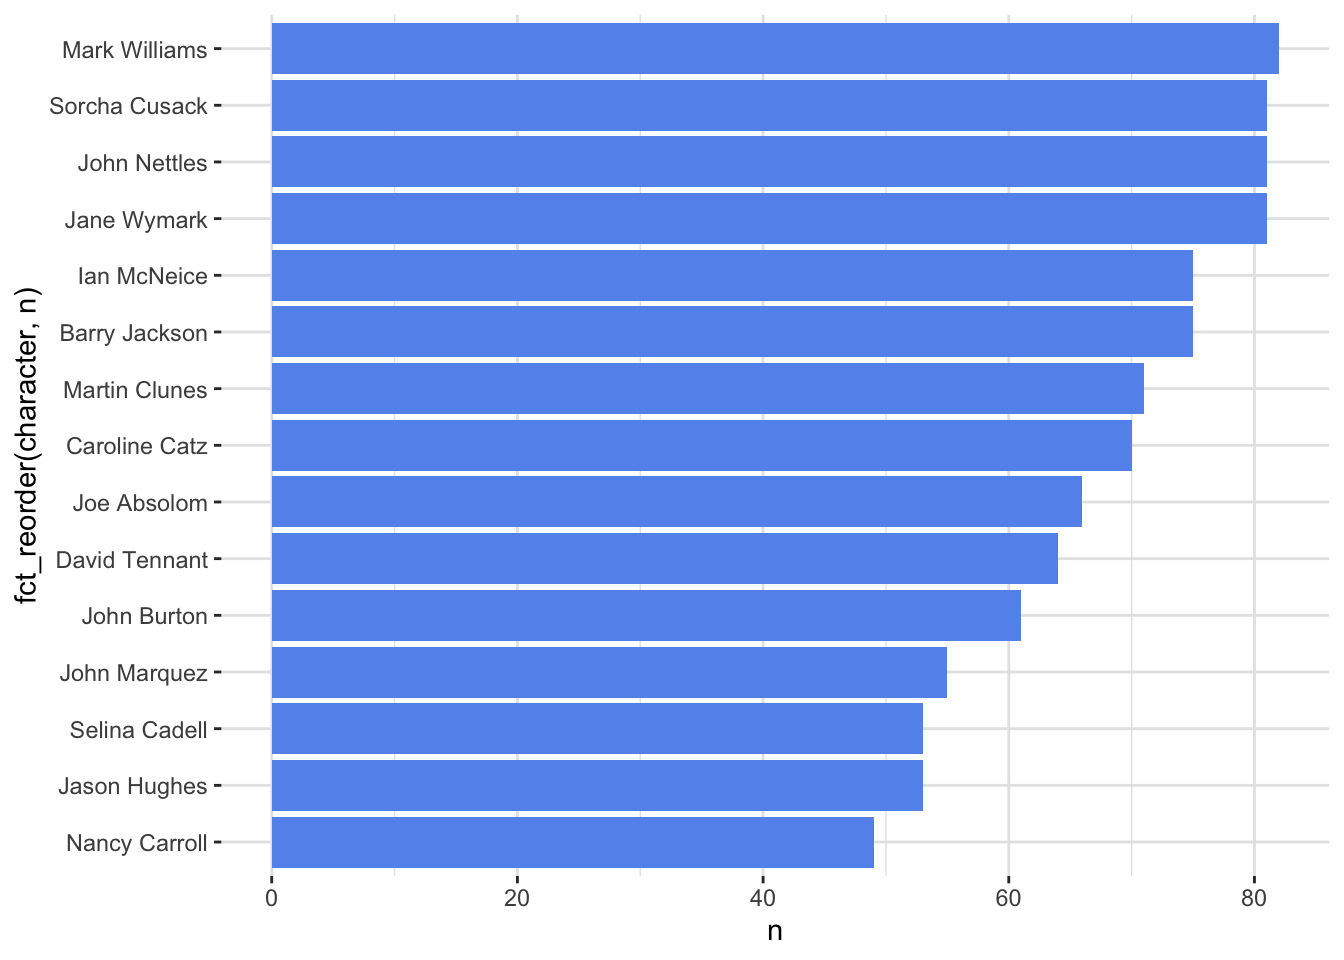 Mark Williams
Sorcha Cusack
John Nettles
Jane Wymark
Ian McNeice
Barry Jackson
Martin Clunes
Caroline Catz
Joe Absolom
David Tennant
John Burton
John Marquez
Selina Cadell
Jason Hughes
Nancy Carroll
fct_reorder(character, n)
0 20 40 60 80
n